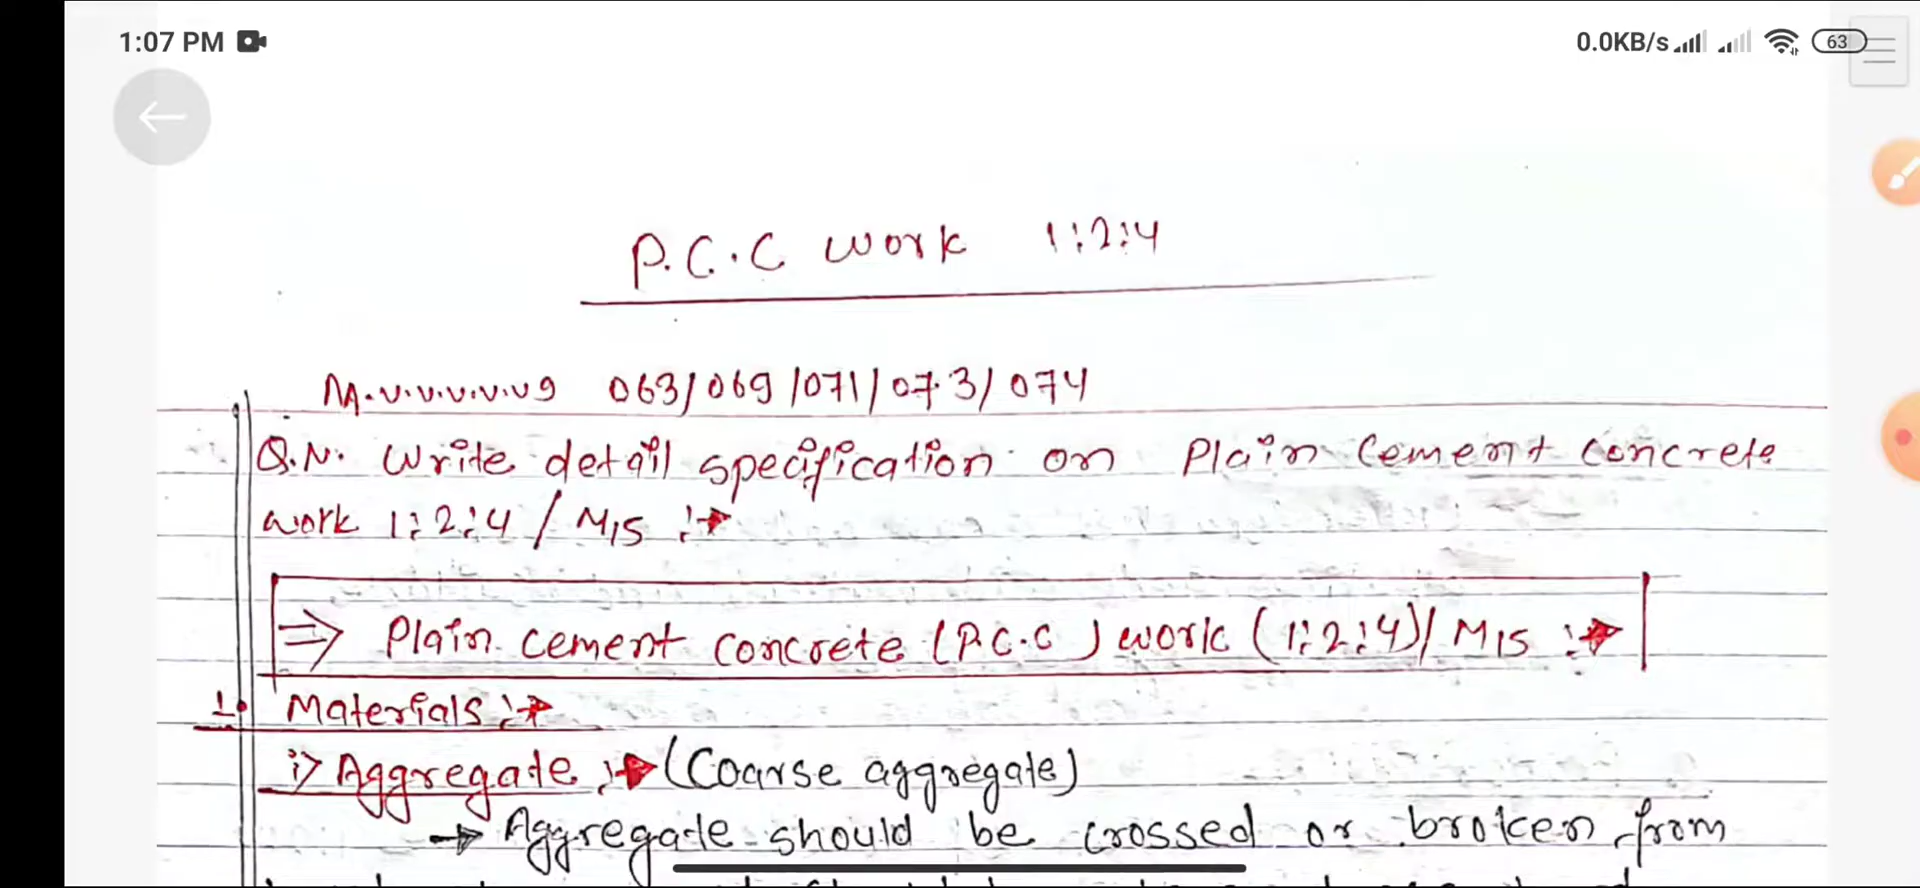 1:07 PM
0.0KB/s
63
P.C.C work 1:2:4
M.v.v.v.v.v9 063/069/071/073/074
Q.N. Write detail specification on Plain Cement Concrete
work 1:2:4 / M15 :→
⇒ Plain cement concrete (P.C.C) work (1:2:4)/ M15 :→
1. Materials :→
i) Aggregate :→ (Coarse aggregate)
→ Aggregate should be crossed or broken from